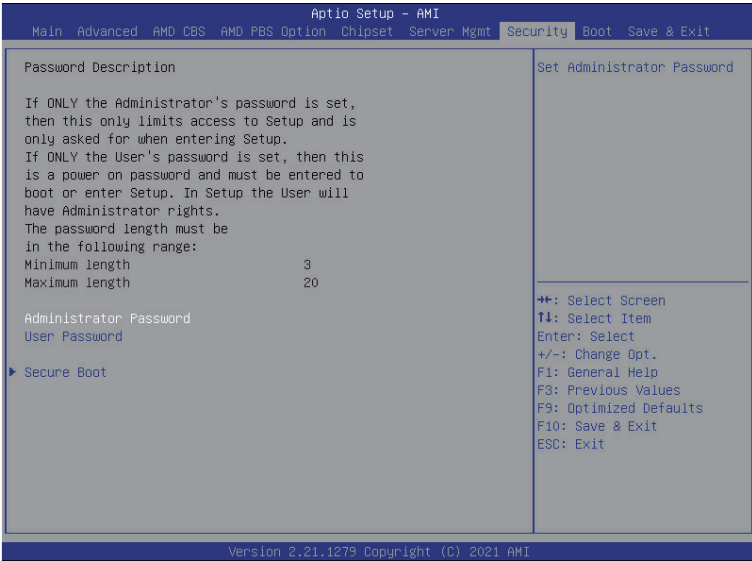 Aptio Setup – AMI
Main Advanced AMD CBS AMD PBS Option Chipset Server Mgmt Security Boot Save & Exit
Password Description
If ONLY the Administrator's password is set,
then this only limits access to Setup and is
only asked for when entering Setup.
If ONLY the User's password is set, then this
is a power on password and must be entered to
boot or enter Setup. In Setup the User will
have Administrator rights.
The password length must be
in the following range:
Minimum length 3
Maximum length 20
Administrator Password
User Password
Secure Boot
Set Administrator Password
→←: Select Screen
↑↓: Select Item
Enter: Select
+/-: Change Opt.
F1: General Help
F3: Previous Values
F9: Optimized Defaults
F10: Save & Exit
ESC: Exit
Version 2.21.1279 Copyright (C) 2021 AMI